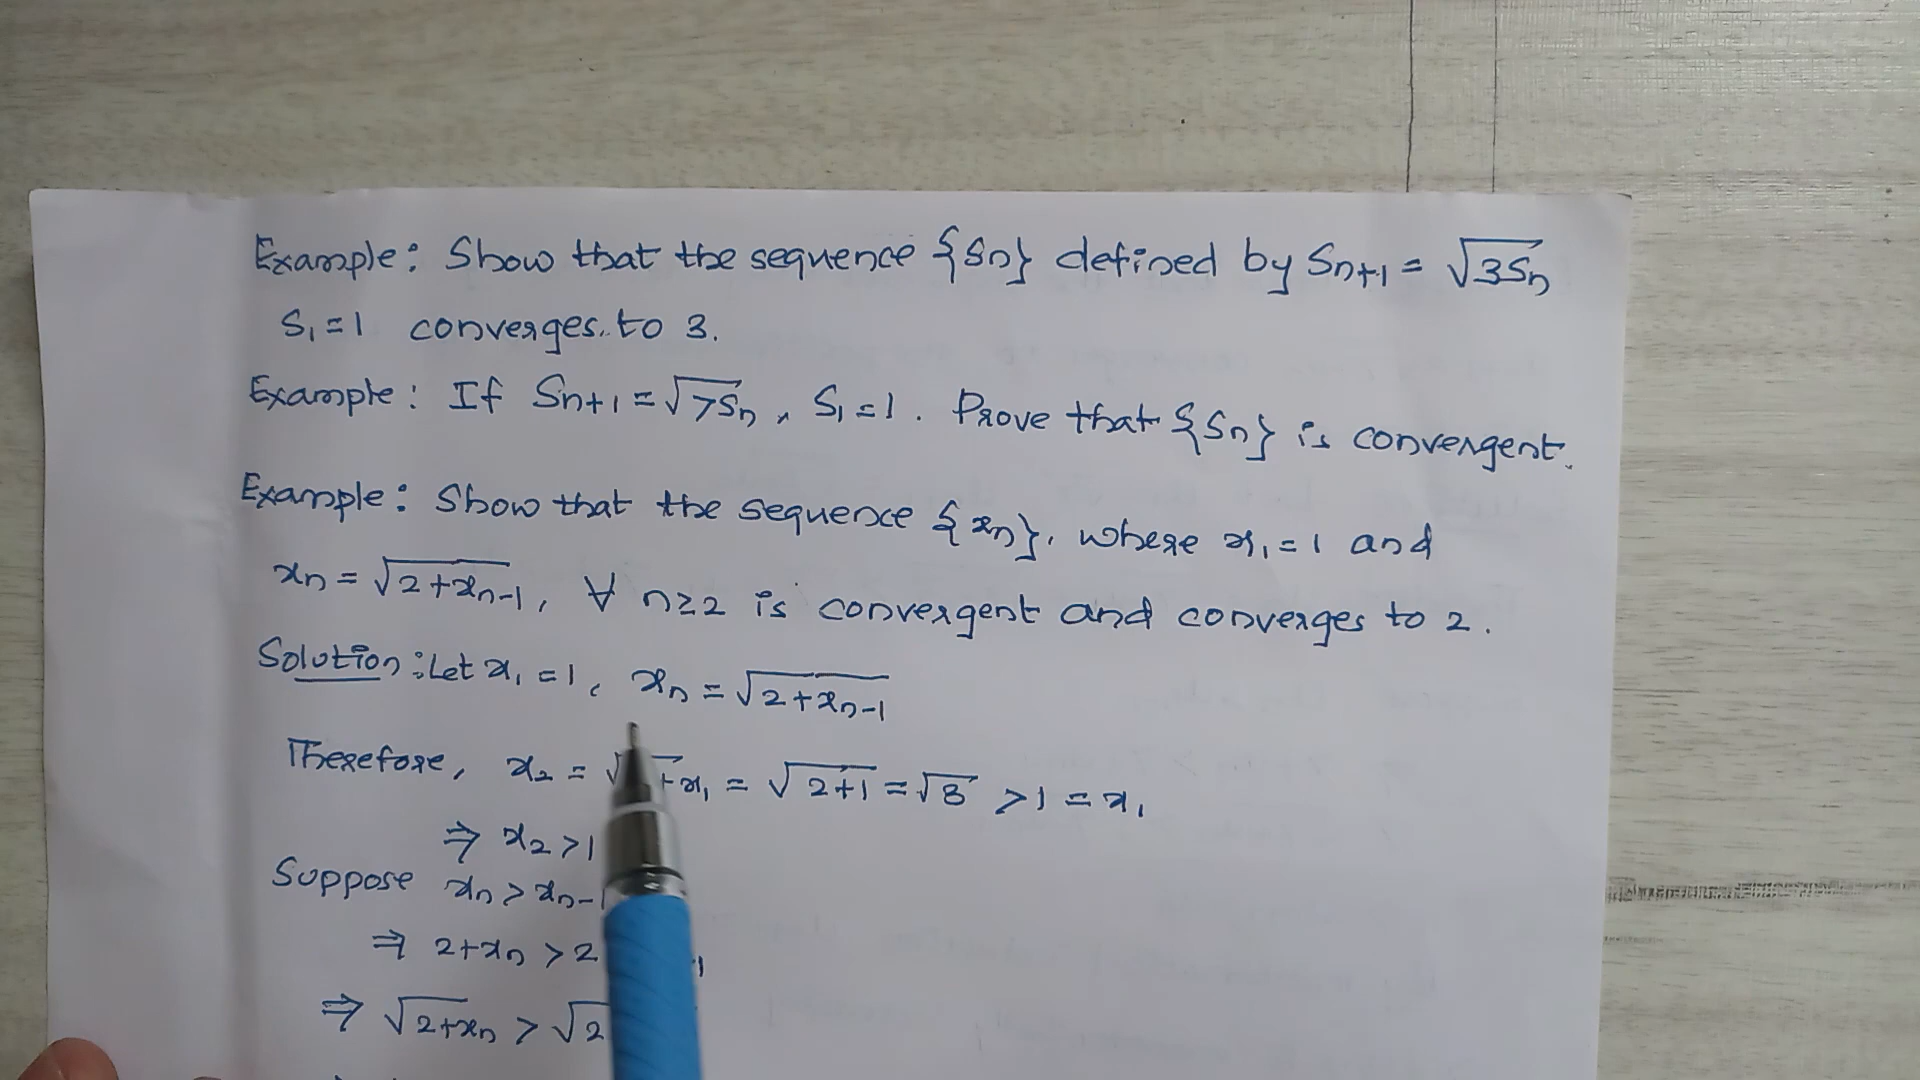 Example: Show that the sequence {Sn} defined by Sn+1 = √3Sn
S1=1 converges to 3.
Example: If Sn+1 = √7Sn, S1=1. Prove that {Sn} is convergent.
Example: Show that the sequence {xn}, where x1=1 and
xn = √2+xn-1, ∀ n≥2 is convergent and converges to 2.
Solution: Let x1=1, xn = √2+xn-1
Therefore, x2 = √ +x1 = √2+1 = √3 >1 = x1
⇒ x2>1
Suppose xn > xn-1
⇒ 2+xn > 2
⇒ √2+xn > √2